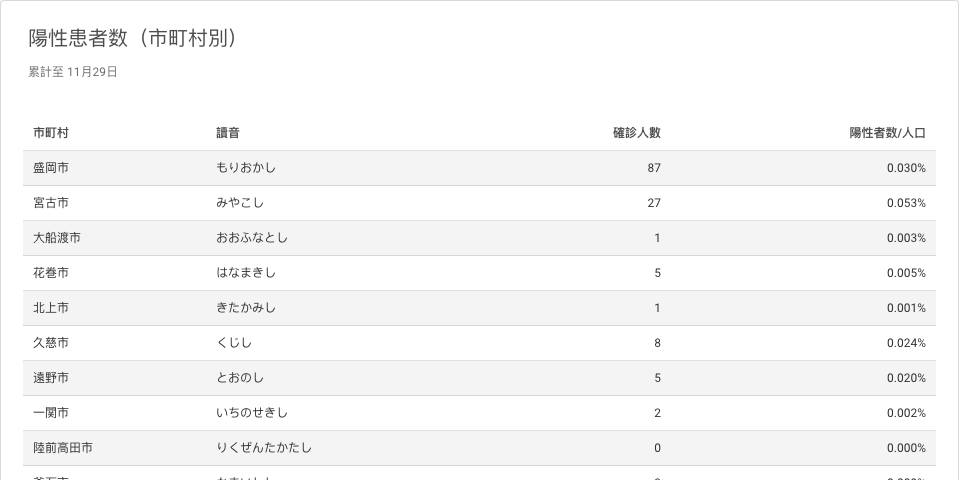 陽性患者数（市町村別）
累計至 11月29日
市町村 讀音 確診人數 陽性者数/人口
盛岡市 もりおかし 87 0.030%
宮古市 みやこし 27 0.053%
大船渡市 おおふなとし 1 0.003%
花巻市 はなまきし 5 0.005%
北上市 きたかみし 1 0.001%
久慈市 くじし 8 0.024%
遠野市 とおのし 5 0.020%
一関市 いちのせきし 2 0.002%
陸前高田市 りくぜんたかたし 0 0.000%